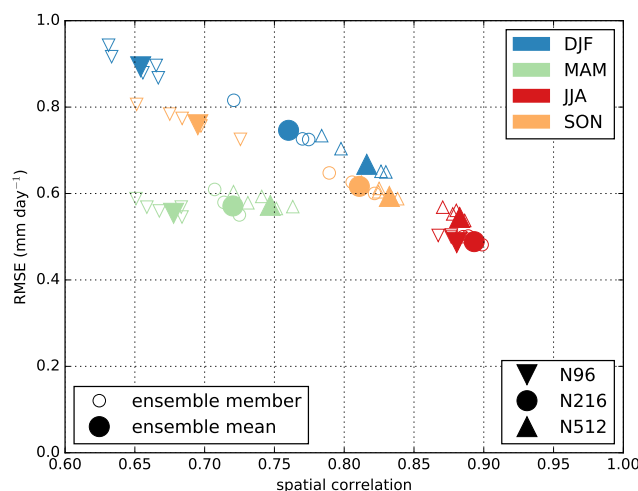 1.0
0.8
0.6
0.4
0.2
0.0
RMSE (mm day⁻¹)
DJF
MAM
JJA
SON
ensemble member
ensemble mean
N96
N216
N512
0.60 0.65 0.70 0.75 0.80 0.85 0.90 0.95 1.00
spatial correlation